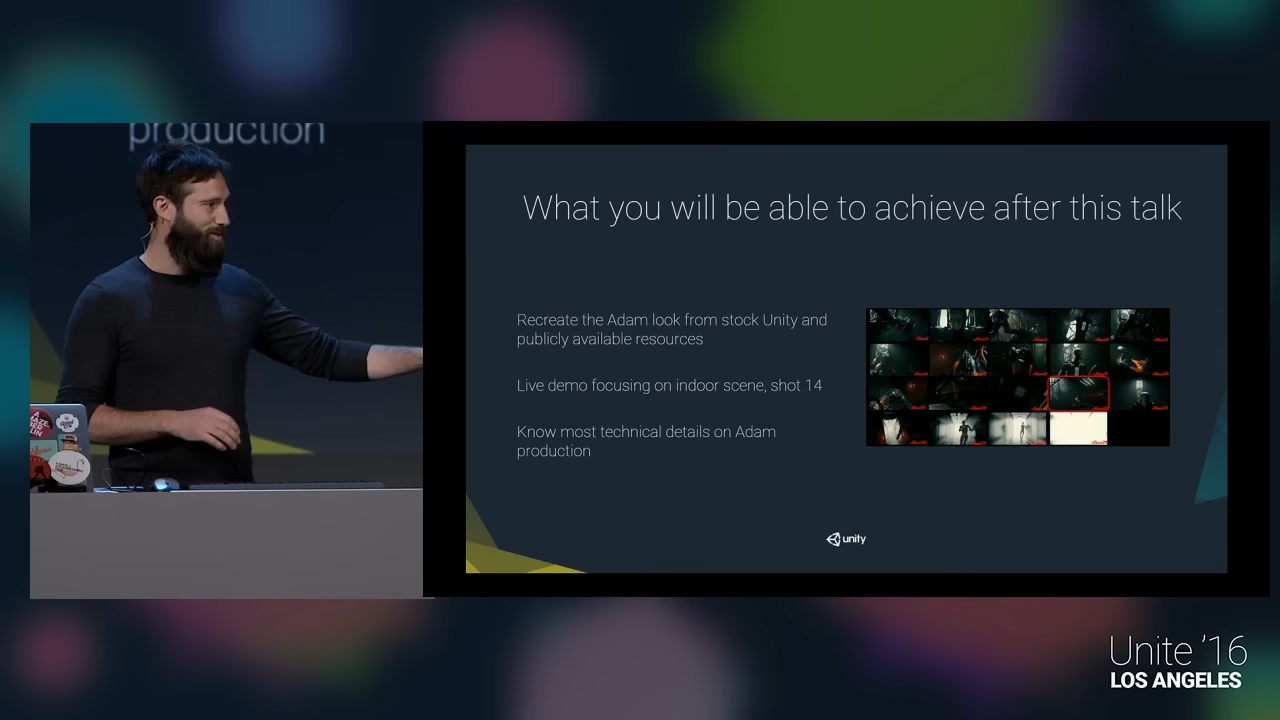 production
What you will be able to achieve after this talk
Recreate the Adam look from stock Unity and
publicly available resources
Live demo focusing on indoor scene, shot 14
Know most technical details on Adam
production
unity
Unite '16
LOS ANGELES